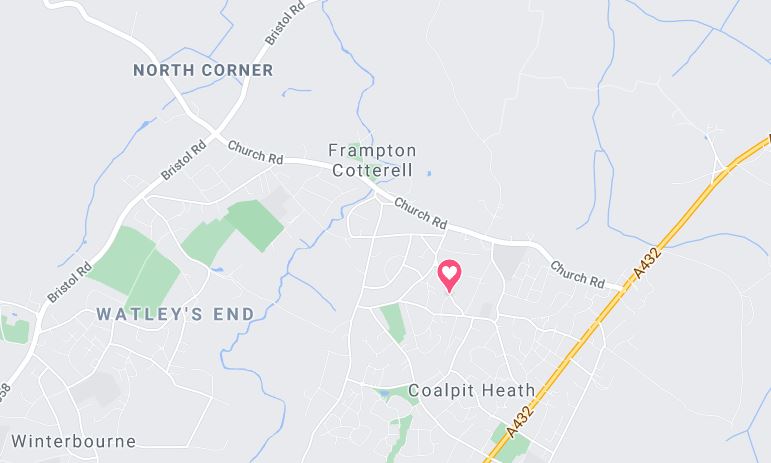 Bristol Rd
NORTH CORNER
Bristol Rd
Church Rd
Frampton
Cotterell
Church Rd
A432
Church Rd
Bristol Rd
WATLEY'S END
Coalpit Heath
A432
Winterbourne